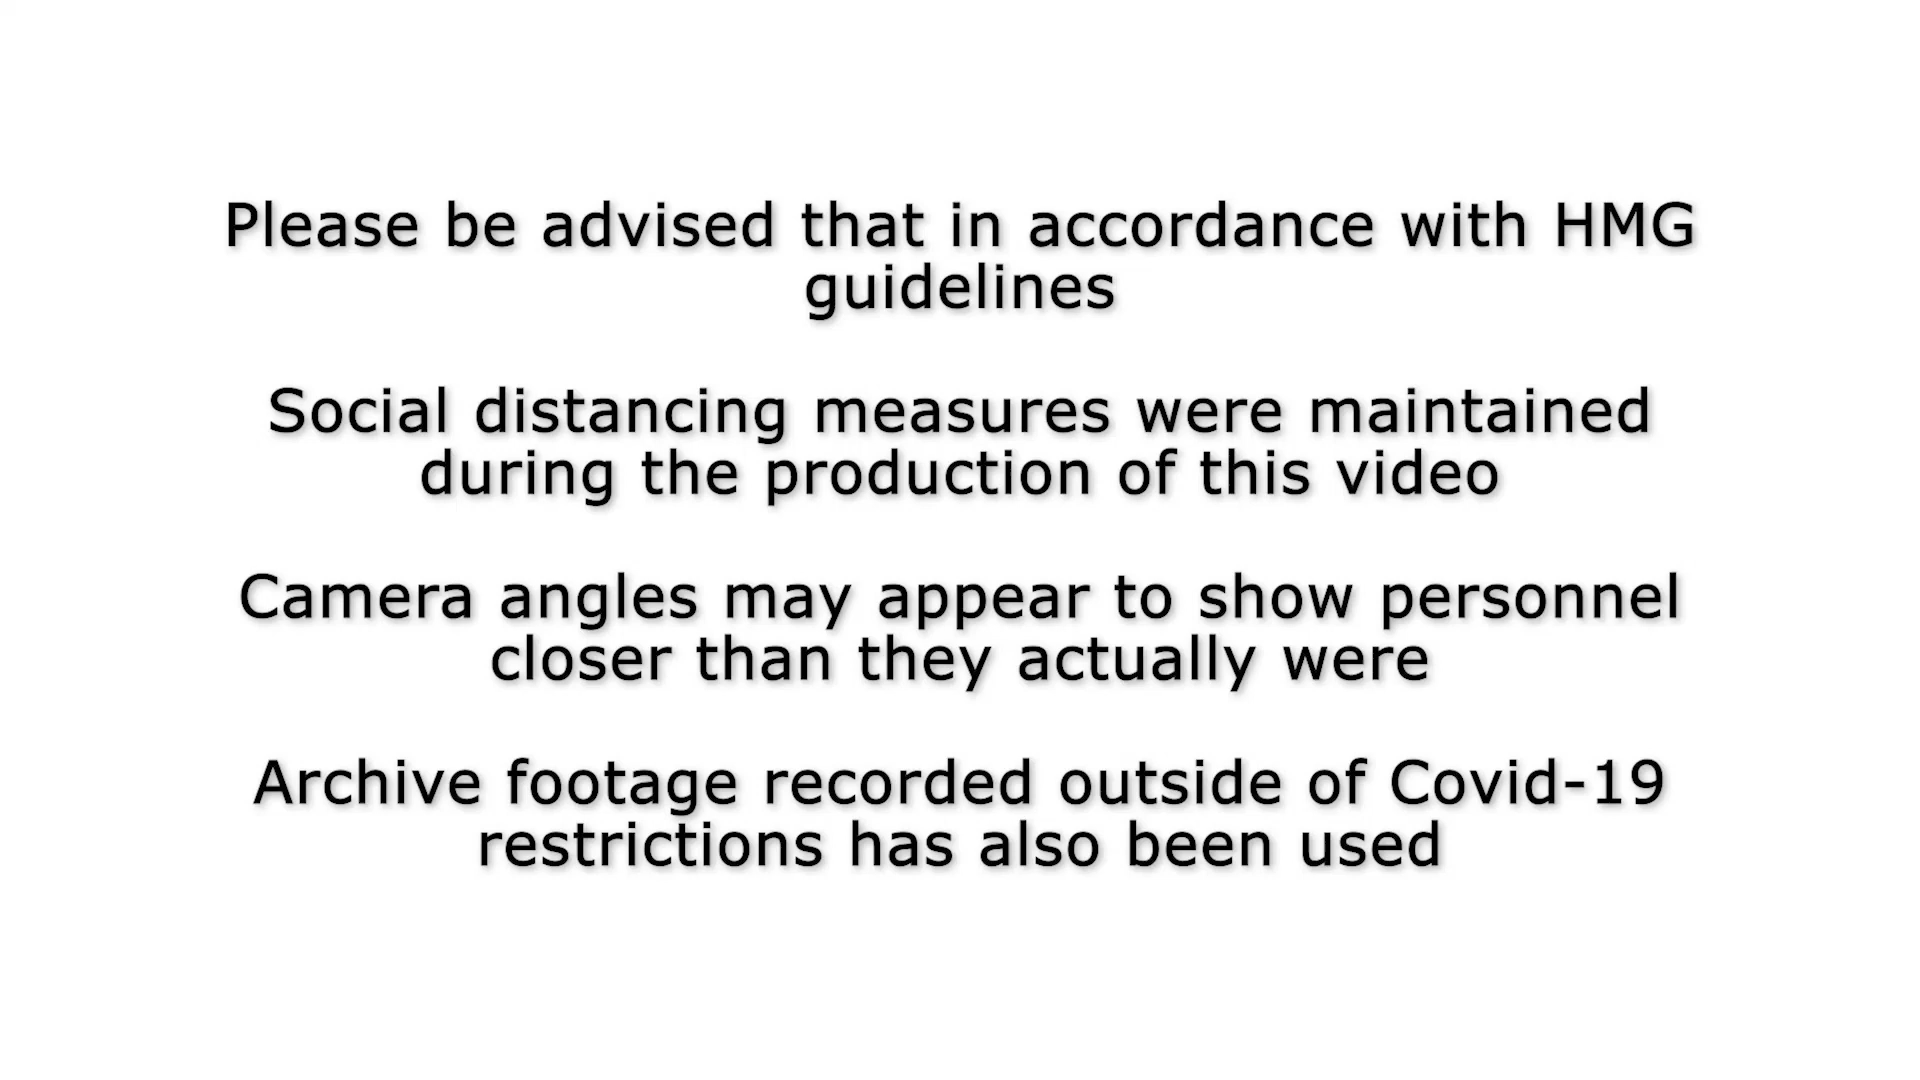 Please be advised that in accordance with HMG
guidelines
Social distancing measures were maintained
during the production of this video
Camera angles may appear to show personnel
closer than they actually were
Archive footage recorded outside of Covid-19
restrictions has also been used